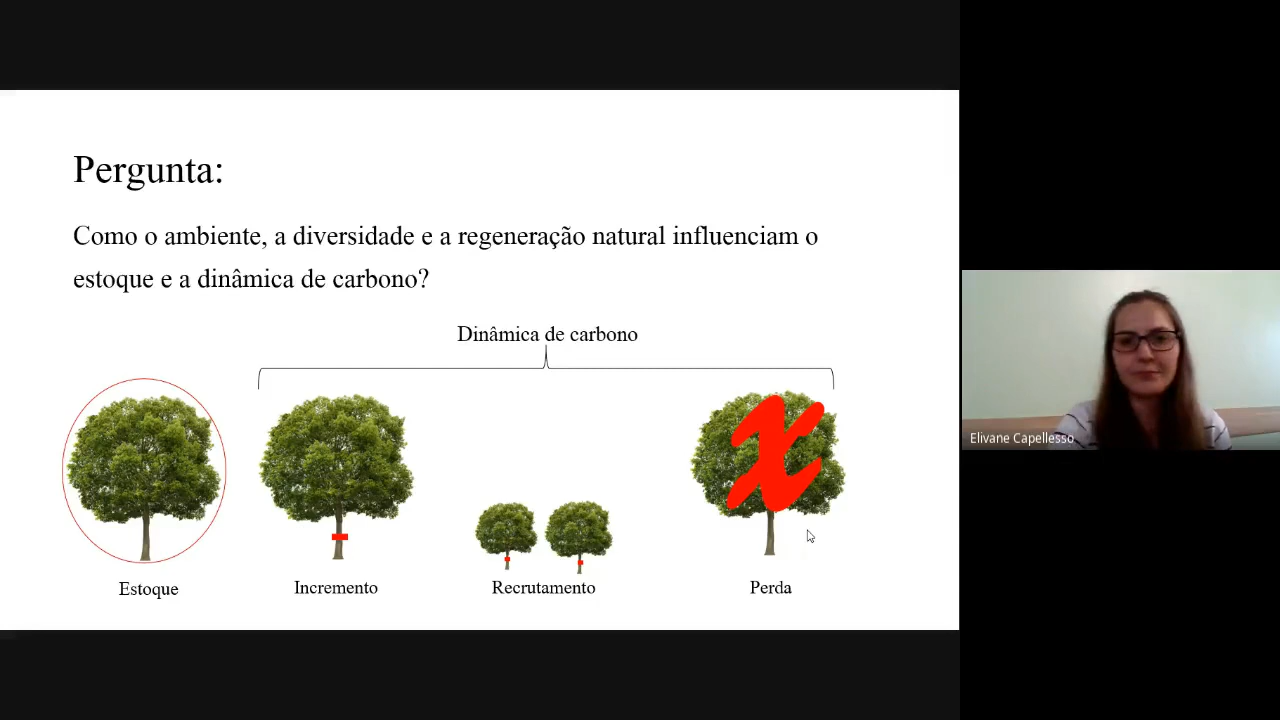 Pergunta:
Como o ambiente, a diversidade e a regeneração natural influenciam o
estoque e a dinâmica de carbono?
Dinâmica de carbono
Estoque
Incremento
Recrutamento
Perda
x
Elivane Capellesso